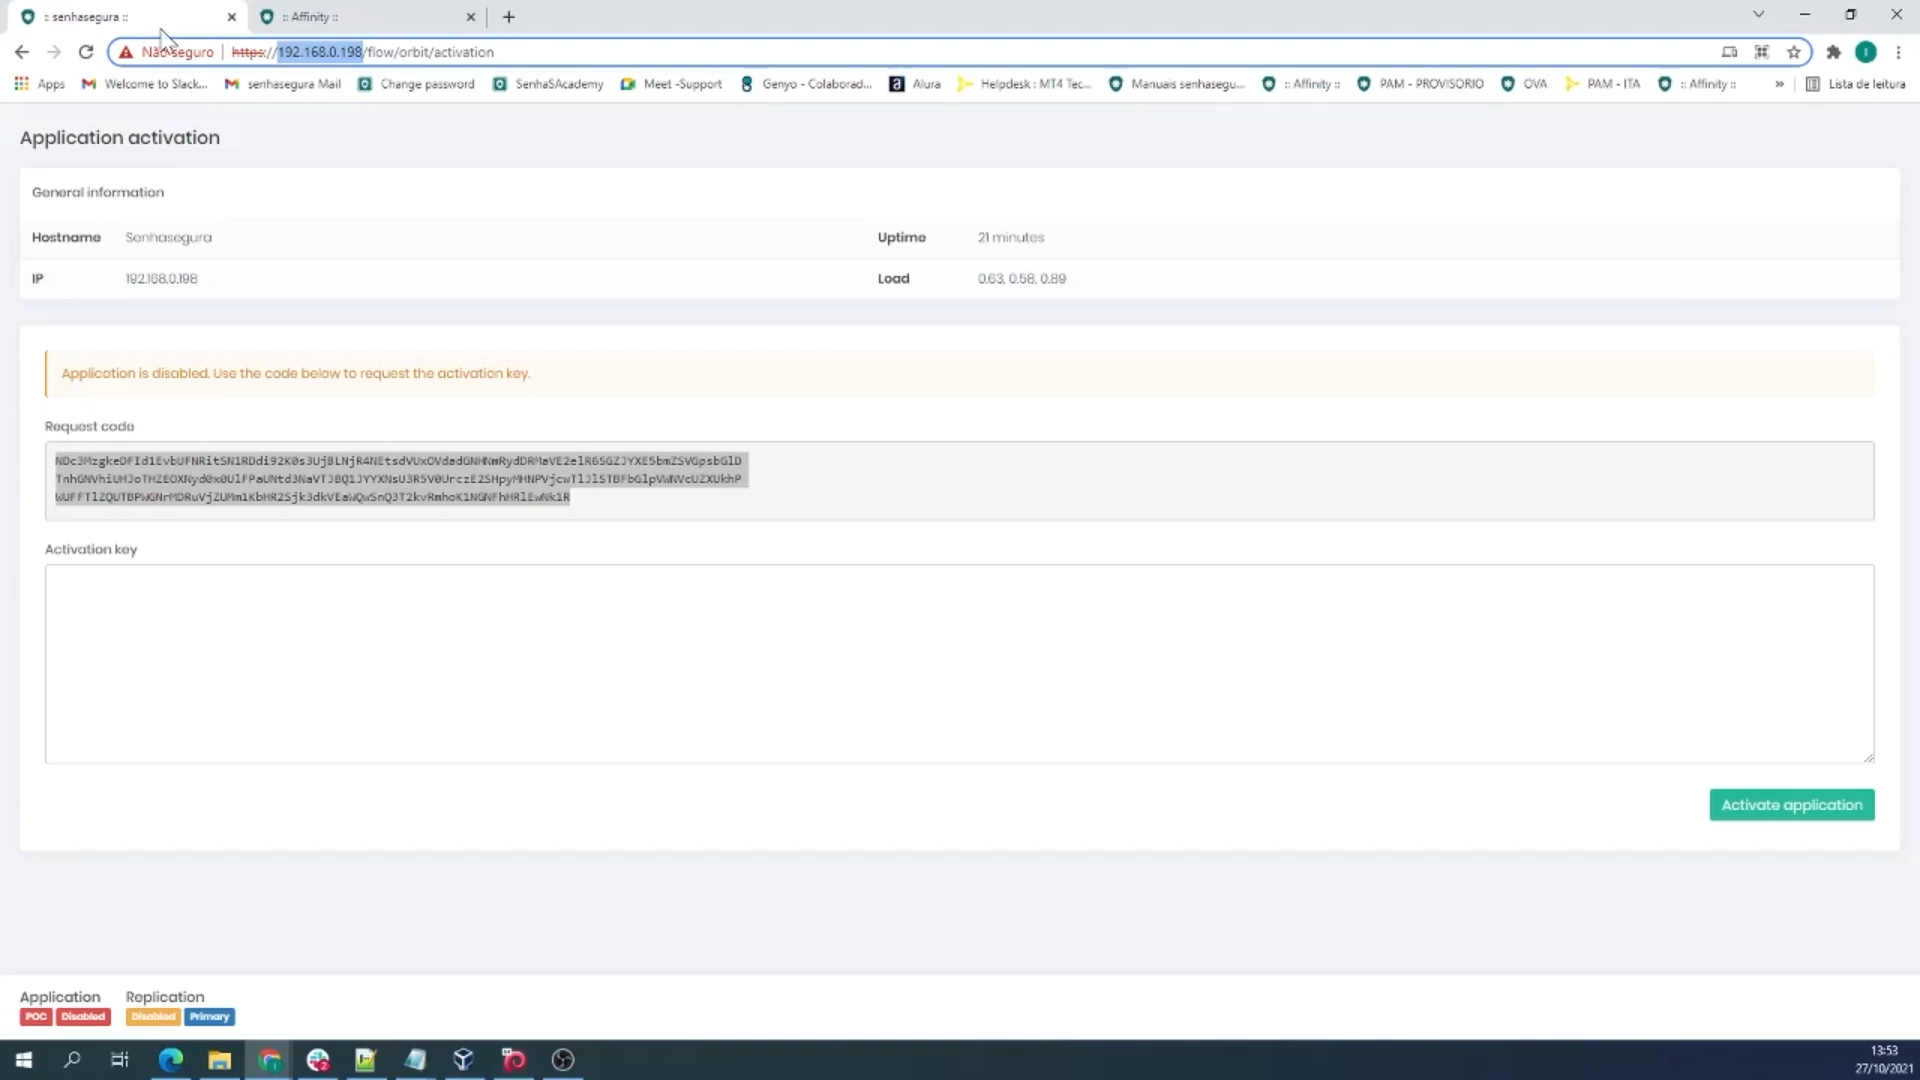 :: senhasegura ::
:: Affinity ::
Não seguro
https://192.168.0.198/flow/orbit/activation
Apps
Welcome to Slack...
senhasegura Mail
Change password
SenhaSAcademy
Meet -Support
Genyo - Colaborad...
Alura
Helpdesk : MT4 Tec...
Manuais senhasegu...
:: Affinity ::
PAM - PROVISORIO
OVA
PAM - ITA
:: Affinity ::
»
Lista de leitura
Application activation
General information
Hostname Senhasegura Uptime 21 minutes
IP 192.168.0.198 Load 0.63, 0.58, 0.89
Application is disabled. Use the code below to request the activation key.
Request code
Activation key
Activate application
Application Replication
POC Disabled Disabled Primary
13:53
27/10/2021